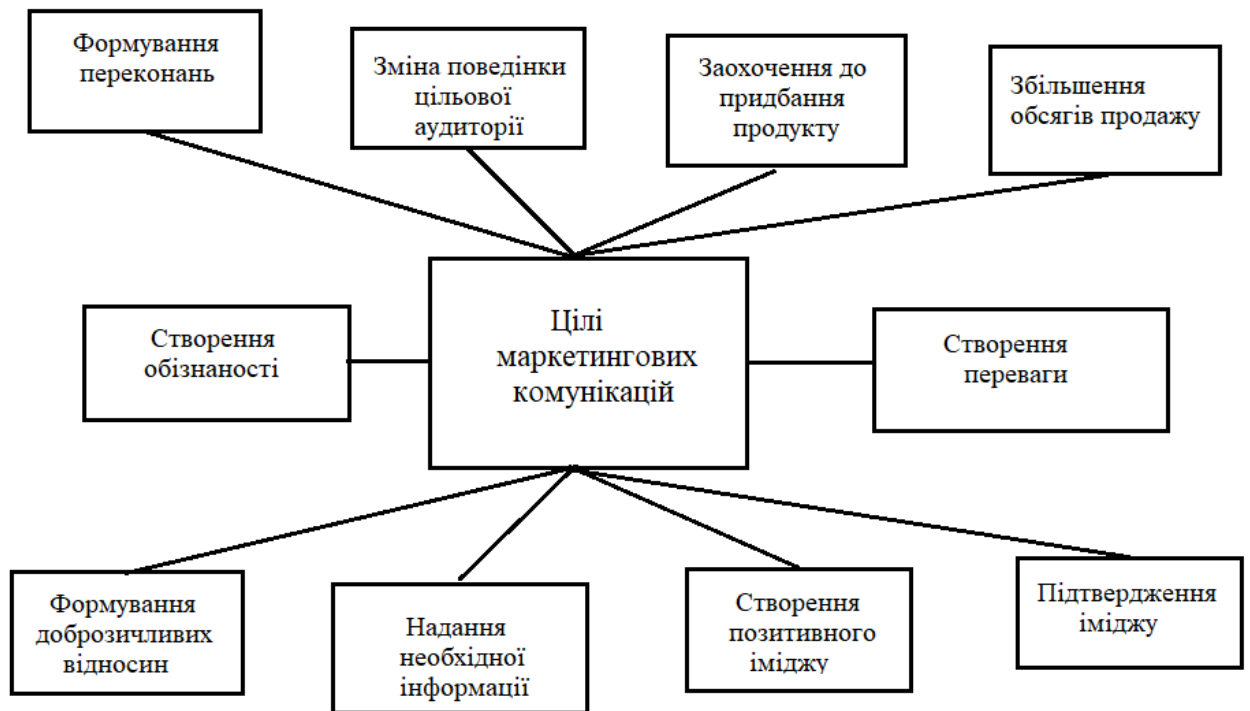 Формування
переконань
Зміна поведінки
цільової
аудиторії
Заохочення до
придбання
продукту
Збільшення
обсягів продажу
Створення
обізнаності
Цілі
маркетингових
комунікацій
Створення
переваги
Формування
доброзичливих
відносин
Надання
необхідної
інформації
Створення
позитивного
іміджу
Підтвердження
іміджу